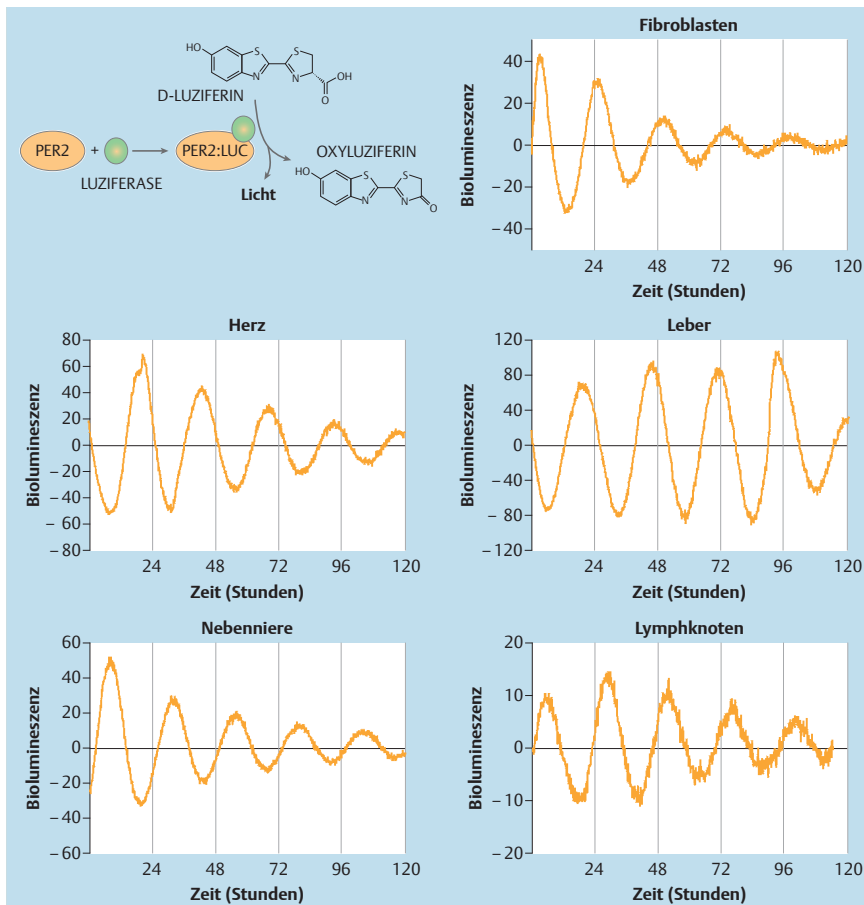 HO
S
N
S
N
OH
O
D-LUZIFERIN
PER2 + LUZIFERASE PER2:LUC
Licht
OXYLUZIFERIN
HO
S
N
S
N
O
Fibroblasten
Biolumineszenz
40
20
0
– 20
– 40
24 48 72 96 120
Zeit (Stunden)
Herz
Biolumineszenz
80
60
40
20
0
– 20
– 40
– 60
– 80
24 48 72 96 120
Zeit (Stunden)
Leber
Biolumineszenz
120
80
40
0
– 40
– 80
– 120
24 48 72 96 120
Zeit (Stunden)
Nebenniere
Biolumineszenz
60
40
20
0
– 20
– 40
– 60
24 48 72 96 120
Zeit (Stunden)
Lymphknoten
Biolumineszenz
20
10
0
– 10
– 20
24 48 72 96 120
Zeit (Stunden)